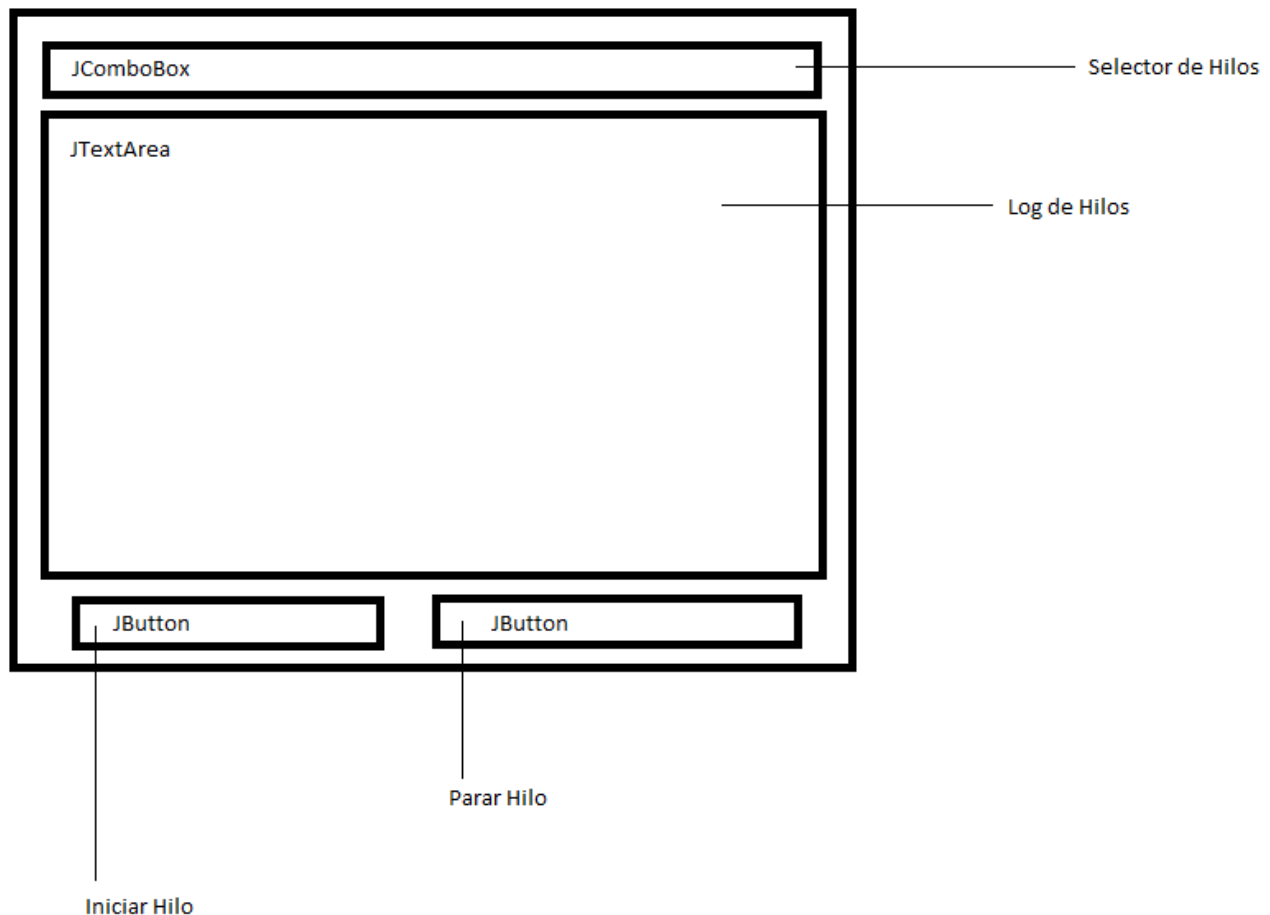 JComboBox
Selector de Hilos
JTextArea
Log de Hilos
JButton
JButton
Parar Hilo
Iniciar Hilo